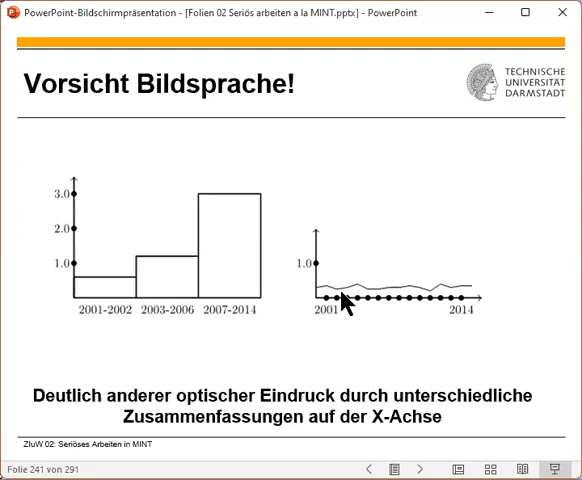 PowerPoint-Bildschirmpräsentation - [Folien 02 Seriös arbeiten a la MINT.pptx] - PowerPoint
Vorsicht Bildsprache!
TECHNISCHE
UNIVERSITÄT
DARMSTADT
3.0
2.0
1.0
2001-2002 2003-2006 2007-2014
1.0
2001 2014
Deutlich anderer optischer Eindruck durch unterschiedliche
Zusammenfassungen auf der X-Achse
ZIuW 02: Seriöses Arbeiten in MINT
Folie 241 von 291